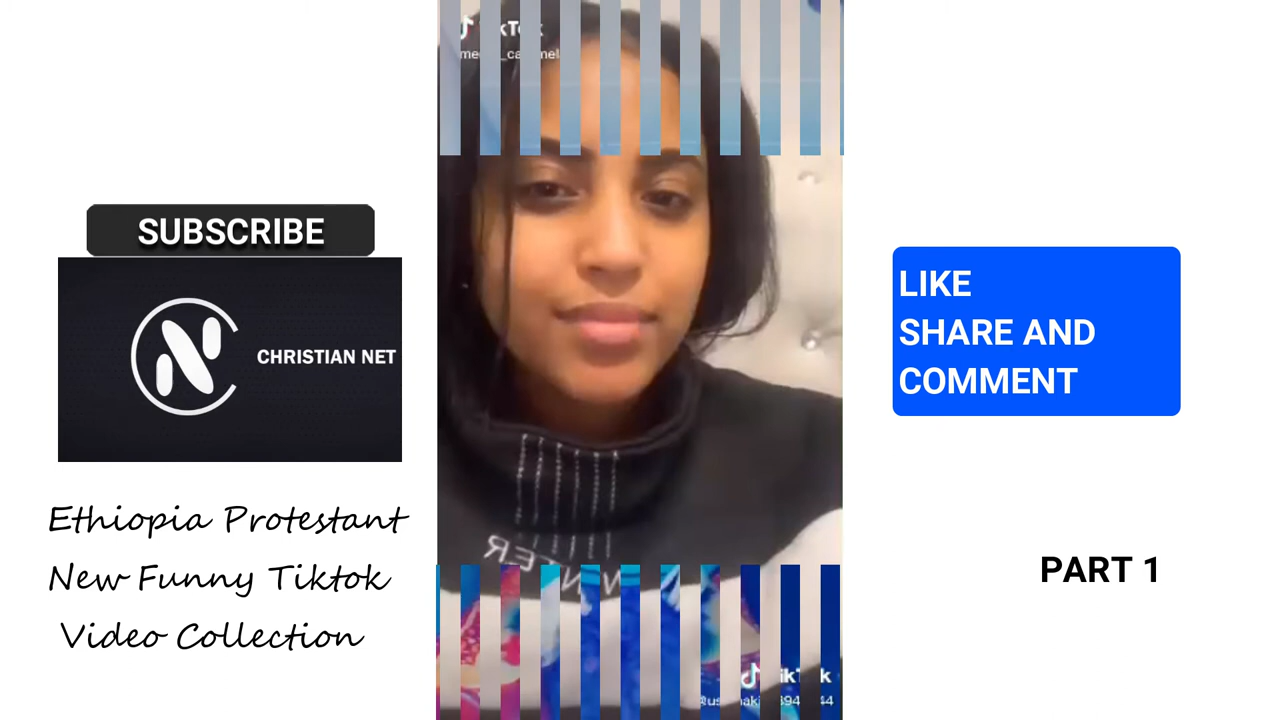 SUBSCRIBE
CHRISTIAN NET
Ethiopia Protestant
New Funny Tiktok
Video Collection
LIKE
SHARE AND
COMMENT
PART 1